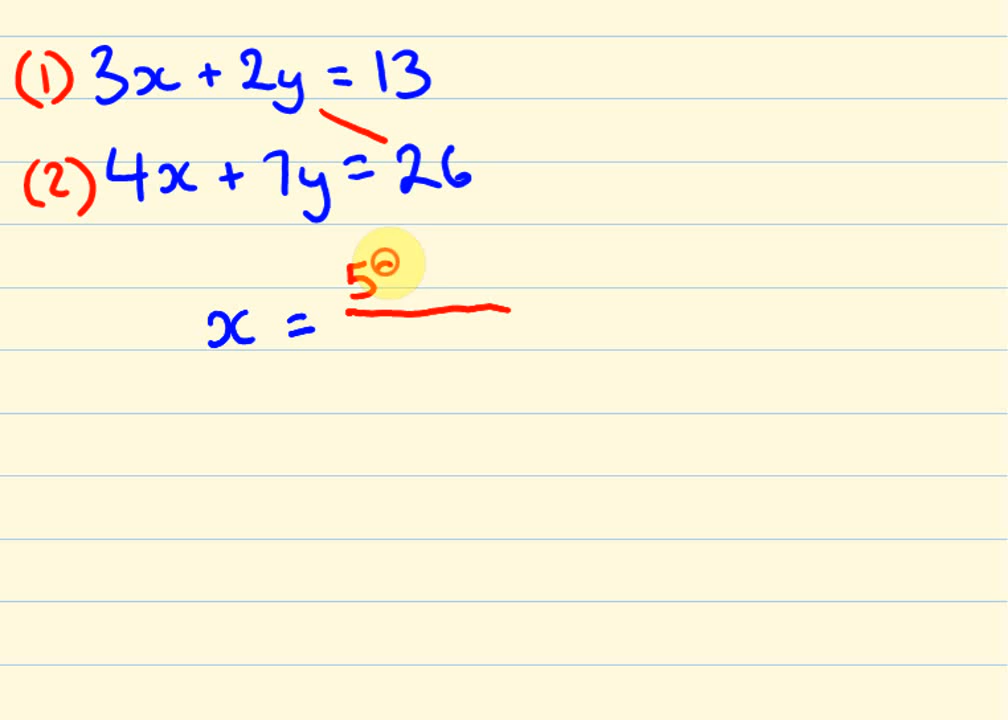 (1) 3x + 2y = 13
(2) 4x + 7y = 26
5
x =